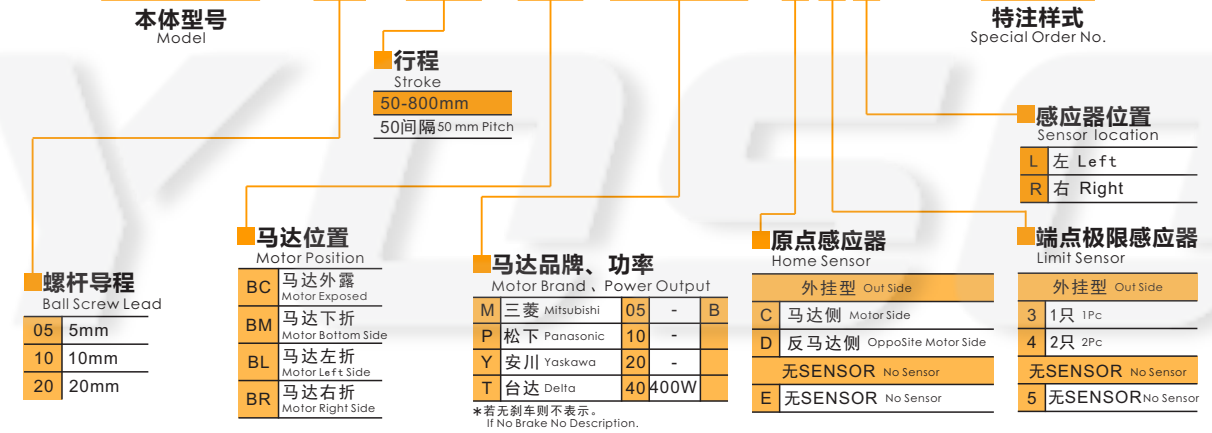 本体型号
Model
特注样式
Special Order No.
行程
Stroke
50-800mm
50间隔50 mm Pitch
感应器位置
Sensor location
L 左 Left
R 右 Right
螺杆导程
Ball Screw Lead
05 5mm
10 10mm
20 20mm
马达位置
Motor Position
BC 马达外露
Motor Exposed
BM 马达下折
Motor Bottom Side
BL 马达左折
Motor Left Side
BR 马达右折
Motor Right Side
马达品牌、功率
Motor Brand 、Power Output
M 三菱 Mitsubishi 05 - B
P 松下 Panasonic 10 -
Y 安川 Yaskawa 20 -
T 台达 Delta 40 400W
*若无刹车则不表示。
If No Brake No Description.
原点感应器
Home Sensor
外挂型 Out Side
C 马达侧 Motor Side
D 反马达侧 OppoSite Motor Side
无SENSOR No Sensor
E 无SENSOR No Sensor
端点极限感应器
Limit Sensor
外挂型 Out Side
3 1只 1Pc
4 2只 2Pc
无SENSOR No Sensor
5 无SENSOR No Sensor